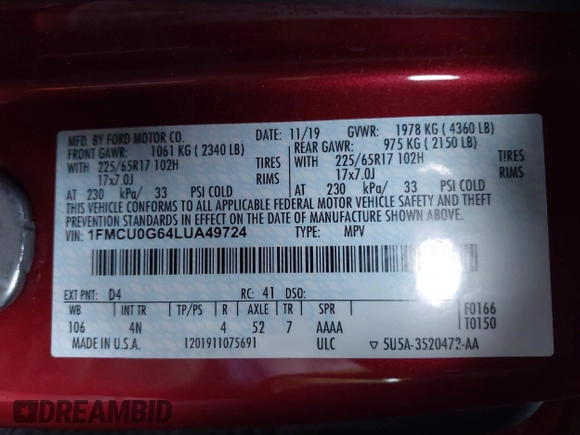 MFD. BY FORD MOTOR CO.
DATE: 11/19 GVWR: 1978 KG ( 4360 LB)
FRONT GAWR: 1061 KG ( 2340 LB) REAR GAWR: 975 KG ( 2150 LB)
WITH 225/65R17 102H TIRES WITH 225/65R17 102H TIRES
17x7.0J RIMS 17x7.0J RIMS
AT 230 kPa/ 33 PSI COLD AT 230 kPa/ 33 PSI COLD
THIS VEHICLE CONFORMS TO ALL APPLICABLE FEDERAL MOTOR VEHICLE SAFETY AND THEFT
PREVENTION STANDARDS IN EFFECT ON THE DATE OF MANUFACTURE SHOWN ABOVE.
VIN: 1FMCU0G64LUA49724 TYPE: MPV
EXT PNT: D4 RC: 41 DSO:
WB INT TR TP/PS R AXLE TR SPR
106 4N 4 52 7 AAAA
F0166
T0150
MADE IN U.S.A. 1201911075691 ULC ▽ 5U5A-3520472-AA
DREAMBID